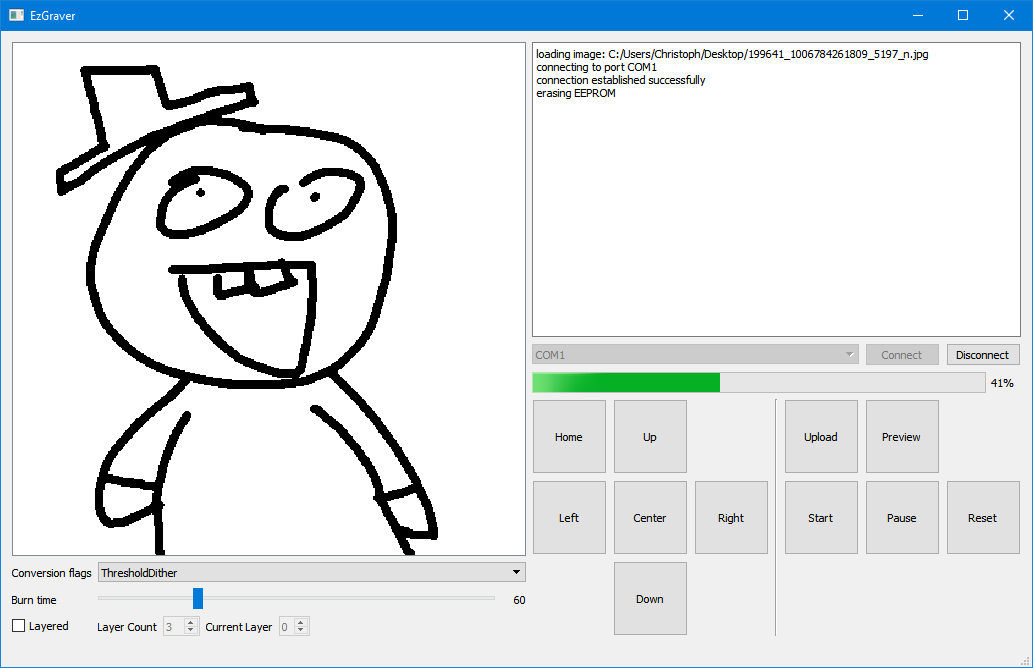 EzGraver
loading image: C:/Users/Christoph/Desktop/199641_1006784261809_5197_n.jpg
connecting to port COM1
connection established successfully
erasing EEPROM
COM1
Connect
Disconnect
41%
Home
Up
Upload
Preview
Left
Center
Right
Start
Pause
Reset
Down
Conversion flags
ThresholdDither
Burn time
60
Layered
Layer Count
3
Current Layer
0